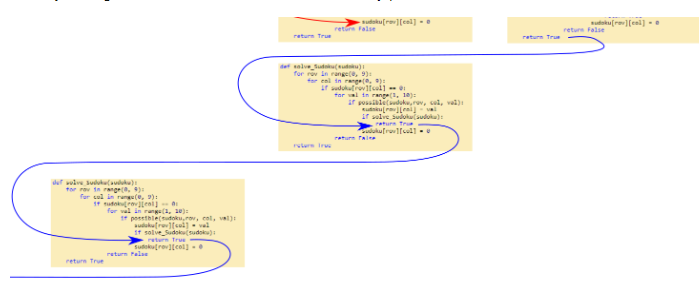 sudoku[row][col] = 0
return False
return True
sudoku[row][col] = 0
return False
return True
def solve_Sudoku(sudoku):
for row in range(0, 9):
for col in range(0, 9):
if sudoku[row][col] == 0:
for val in range(1, 10):
if possible(sudoku,row, col, val):
sudoku[row][col] = val
if solve_Sudoku(sudoku):
return True
sudoku[row][col] = 0
return False
return True
def solve_Sudoku(sudoku):
for row in range(0, 9):
for col in range(0, 9):
if sudoku[row][col] == 0:
for val in range(1, 10):
if possible(sudoku,row, col, val):
sudoku[row][col] = val
if solve_Sudoku(sudoku):
return True
sudoku[row][col] = 0
return False
return True